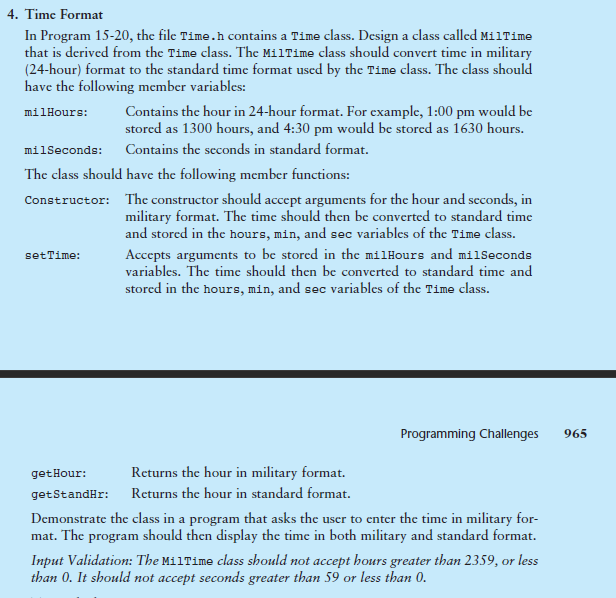 4. Time Format
In Program 15-20, the file Time.h contains a Time class. Design a class called MilTime
that is derived from the Time class. The MilTime class should convert time in military
(24-hour) format to the standard time format used by the Time class. The class should
have the following member variables:
milHours: Contains the hour in 24-hour format. For example, 1:00 pm would be
stored as 1300 hours, and 4:30 pm would be stored as 1630 hours.
milSeconds: Contains the seconds in standard format.
The class should have the following member functions:
Constructor: The constructor should accept arguments for the hour and seconds, in
military format. The time should then be converted to standard time
and stored in the hours, min, and sec variables of the Time class.
setTime: Accepts arguments to be stored in the milHours and milSeconds
variables. The time should then be converted to standard time and
stored in the hours, min, and sec variables of the Time class.
Programming Challenges 965
getHour: Returns the hour in military format.
getStandHr: Returns the hour in standard format.
Demonstrate the class in a program that asks the user to enter the time in military for-
mat. The program should then display the time in both military and standard format.
Input Validation: The MilTime class should not accept hours greater than 2359, or less
than 0. It should not accept seconds greater than 59 or less than 0.